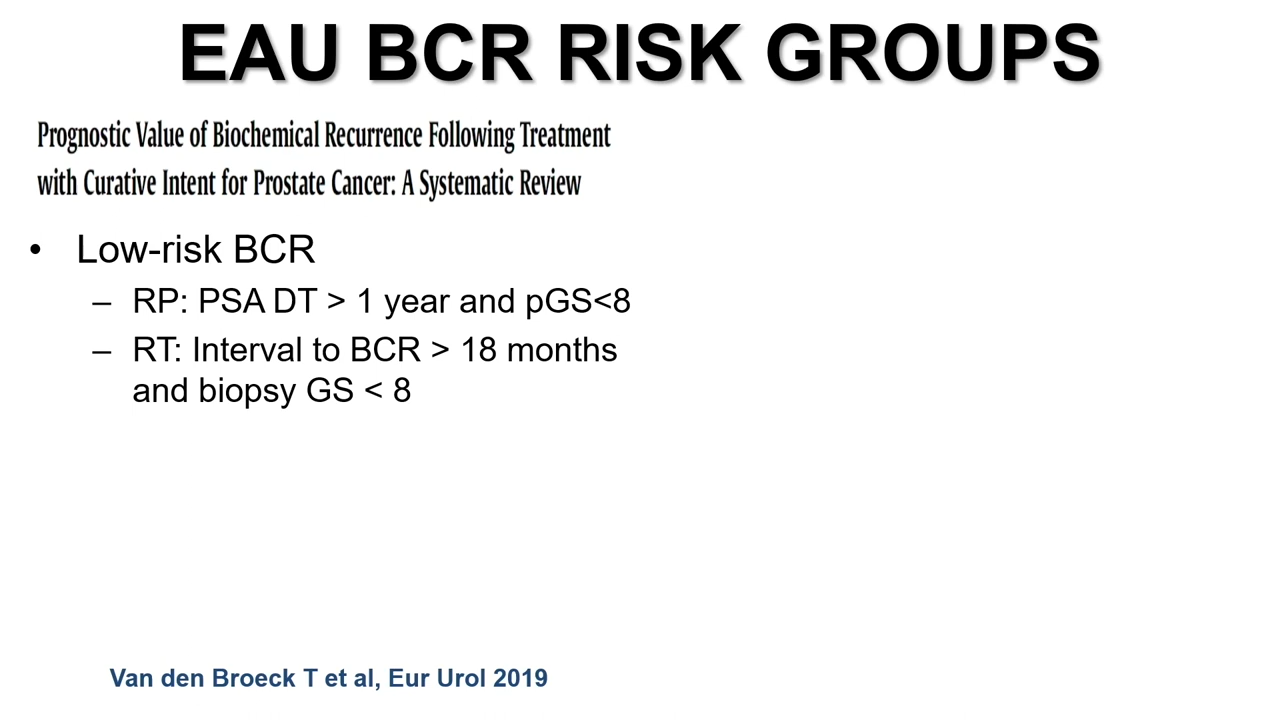 EAU BCR RISK GROUPS
Prognostic Value of Biochemical Recurrence Following Treatment
with Curative Intent for Prostate Cancer: A Systematic Review
• Low-risk BCR
– RP: PSA DT > 1 year and pGS<8
– RT: Interval to BCR > 18 months
and biopsy GS < 8
Van den Broeck T et al, Eur Urol 2019